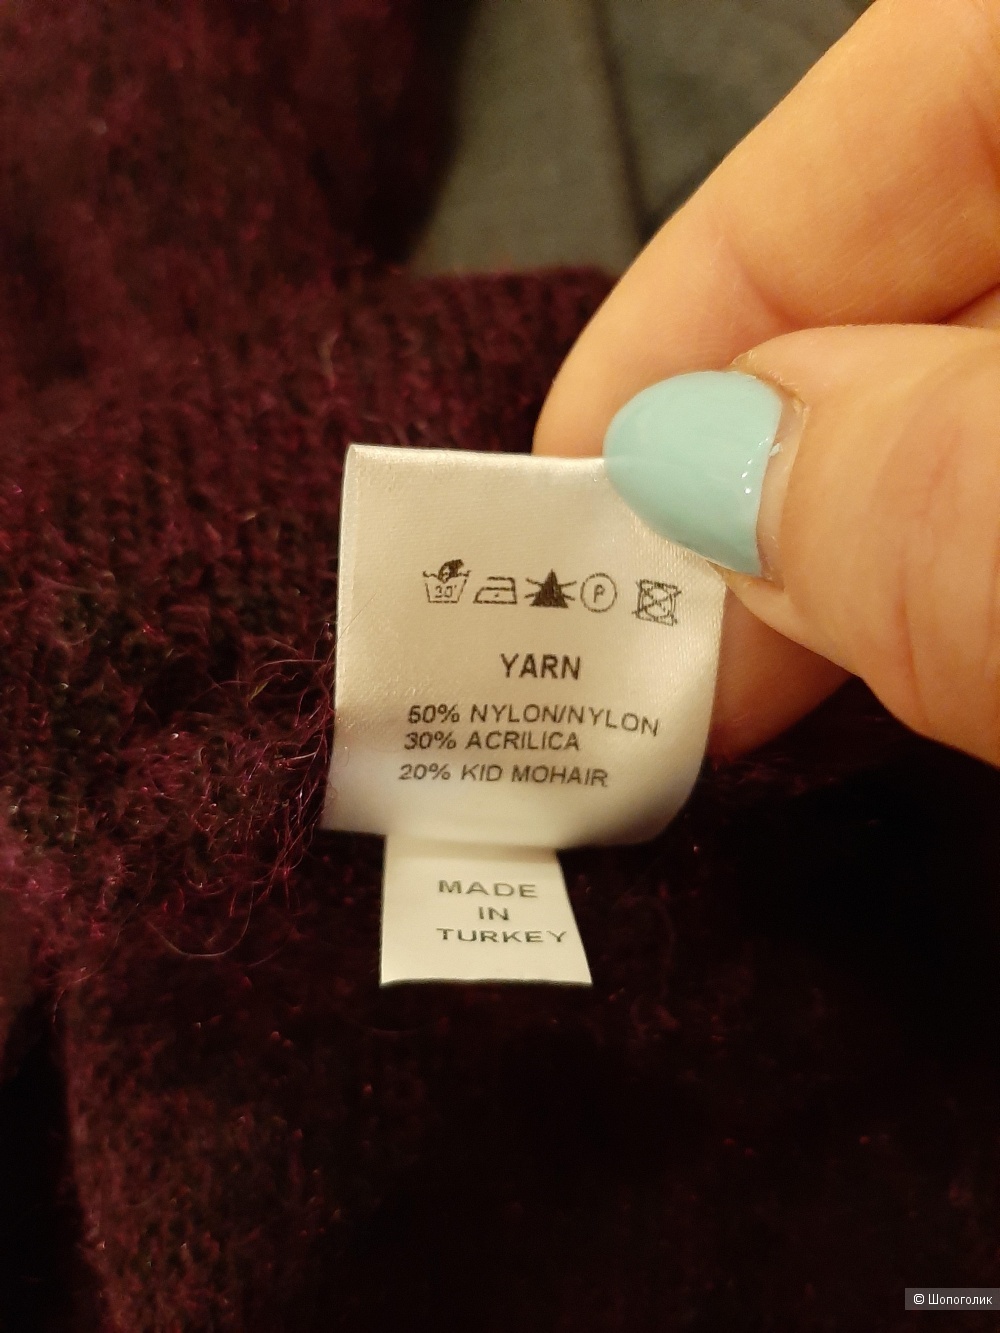 30°
P
YARN
50% NYLON/NYLON
30% ACRILICA
20% KID MOHAIR
MADE
IN
TURKEY
© Шопоголик